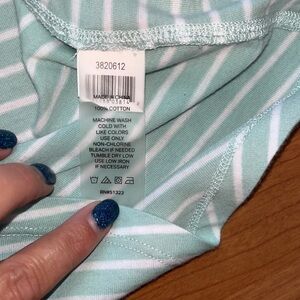 3820612
MADE IN CHINA
100% COTTON
MACHINE WASH
COLD WITH
LIKE COLORS
USE ONLY
NON-CHLORINE
BLEACH IF NEEDED
TUMBLE DRY LOW
USE LOW IRON
IF NECESSARY
RN#51323